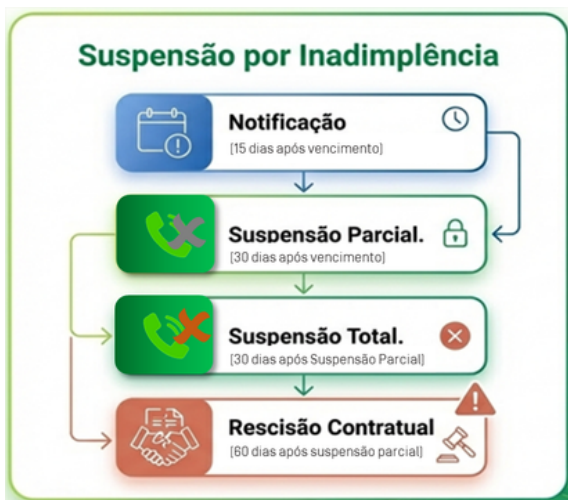 Suspensão por Inadimplência
Notificação
[15 dias após vencimento]
Suspensão Parcial.
[30 dias após vencimento]
Suspensão Total.
[30 dias após Suspensão Parcial]
Rescisão Contratual
[60 dias após suspensão parcial]